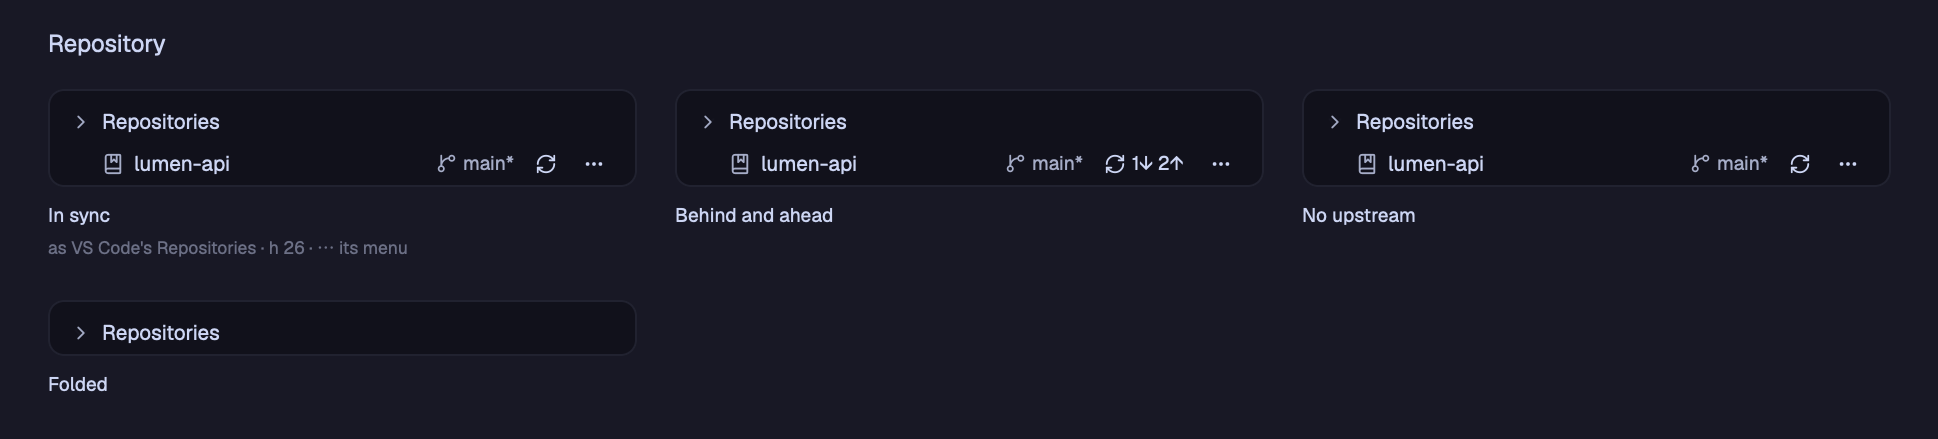 Repository
Repositories
lumen-api main* ···
Repositories
lumen-api main* 1↓ 2↑ ···
Repositories
lumen-api main* ···
In sync
as VS Code's Repositories · h 26 · ··· its menu
Behind and ahead
No upstream
Repositories
Folded